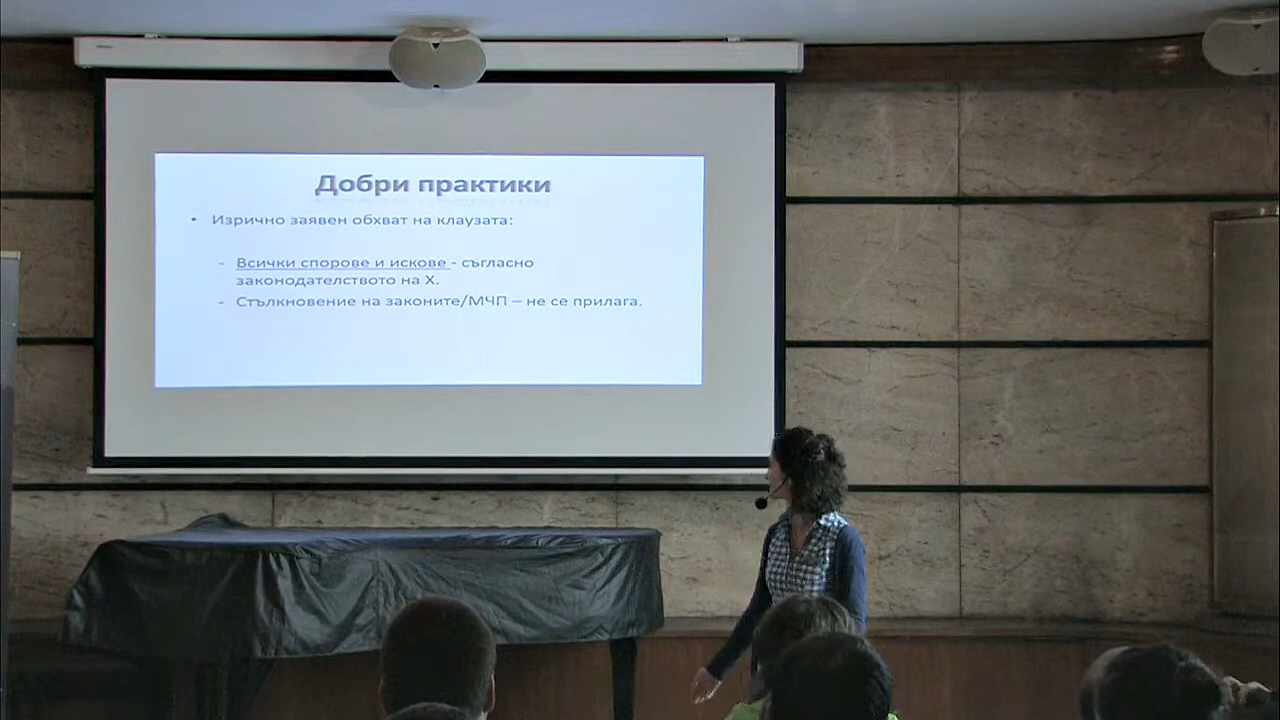 Добри практики
• Изрично заявен обхват на клаузата:
- Всички спорове и искове - съгласно
законодателството на Х.
- Стълкновение на законите/МЧП – не се прилага.